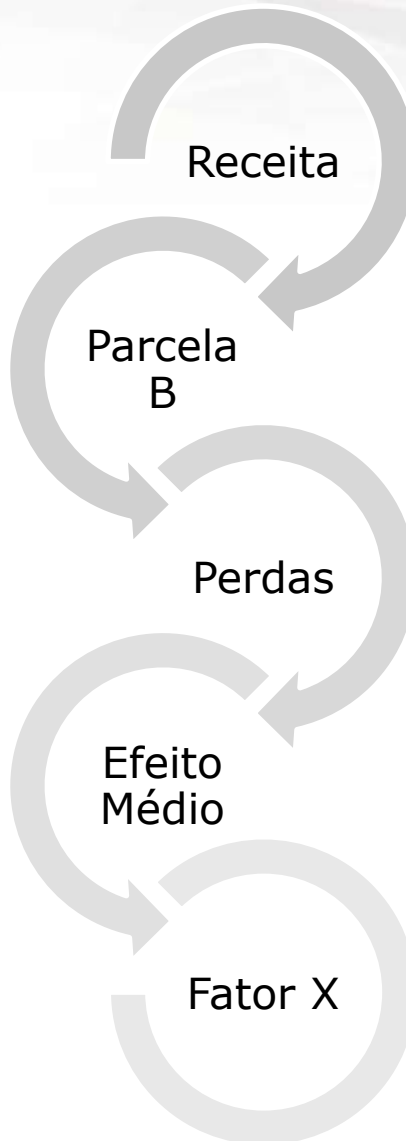 Receita
Parcela
B
Perdas
Efeito
Médio
Fator X